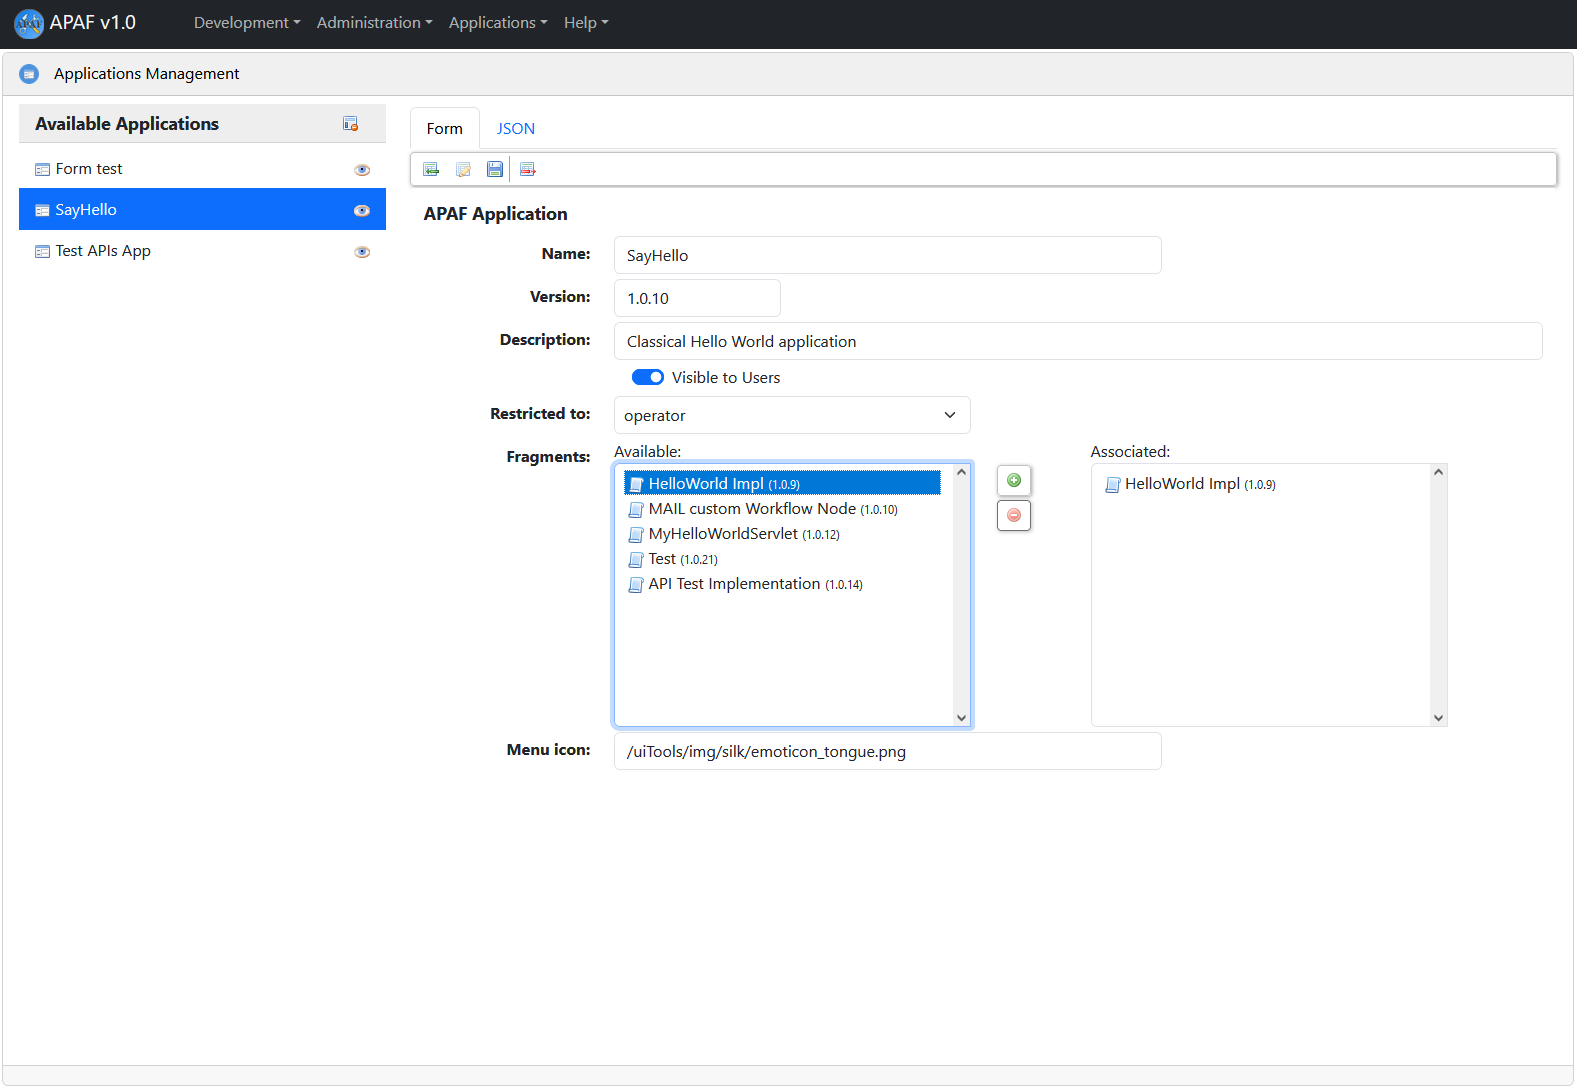 APAF v1.0 Development Administration Applications Help
Applications Management
Available Applications
Form test
SayHello
Test APIs App
Form JSON
APAF Application
Name: SayHello
Version: 1.0.10
Description: Classical Hello World application
Visible to Users
Restricted to: operator
Fragments: Available: Associated:
HelloWorld Impl (1.0.9) HelloWorld Impl (1.0.9)
MAIL custom Workflow Node (1.0.10)
MyHelloWorldServlet (1.0.12)
Test (1.0.21)
API Test Implementation (1.0.14)
Menu icon: /uiTools/img/silk/emoticon_tongue.png